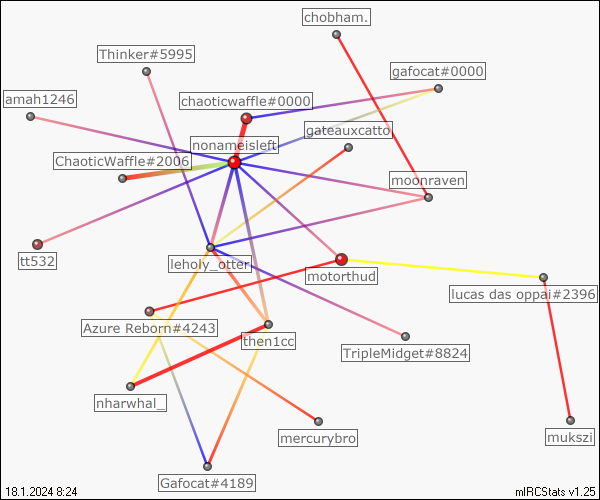 chobham.
Thinker#5995
gafocat#0000
amah1246
chaoticwaffle#0000
gateauxcatto
nonameisleft
ChaoticWaffle#2006
moonraven
tt532
leholy_otter
motorthud
lucas das oppai#2396
Azure Reborn#4243
then1cc
TripleMidget#8824
nharwhal_
mercurybro
mukszi
Gafocat#4189
18.1.2024 8:24
mIRCStats v1.25